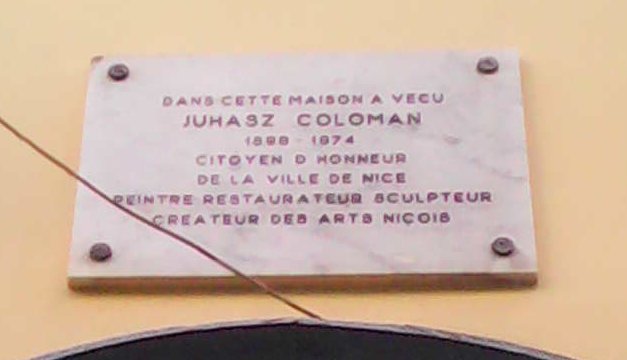 DANS CETTE MAISON A VECU
JUHASZ COLOMAN
1898 - 1974
CITOYEN D HONNEUR
DE LA VILLE DE NICE
PEINTRE RESTAURATEUR SCULPTEUR
CREATEUR DES ARTS NIÇOIS